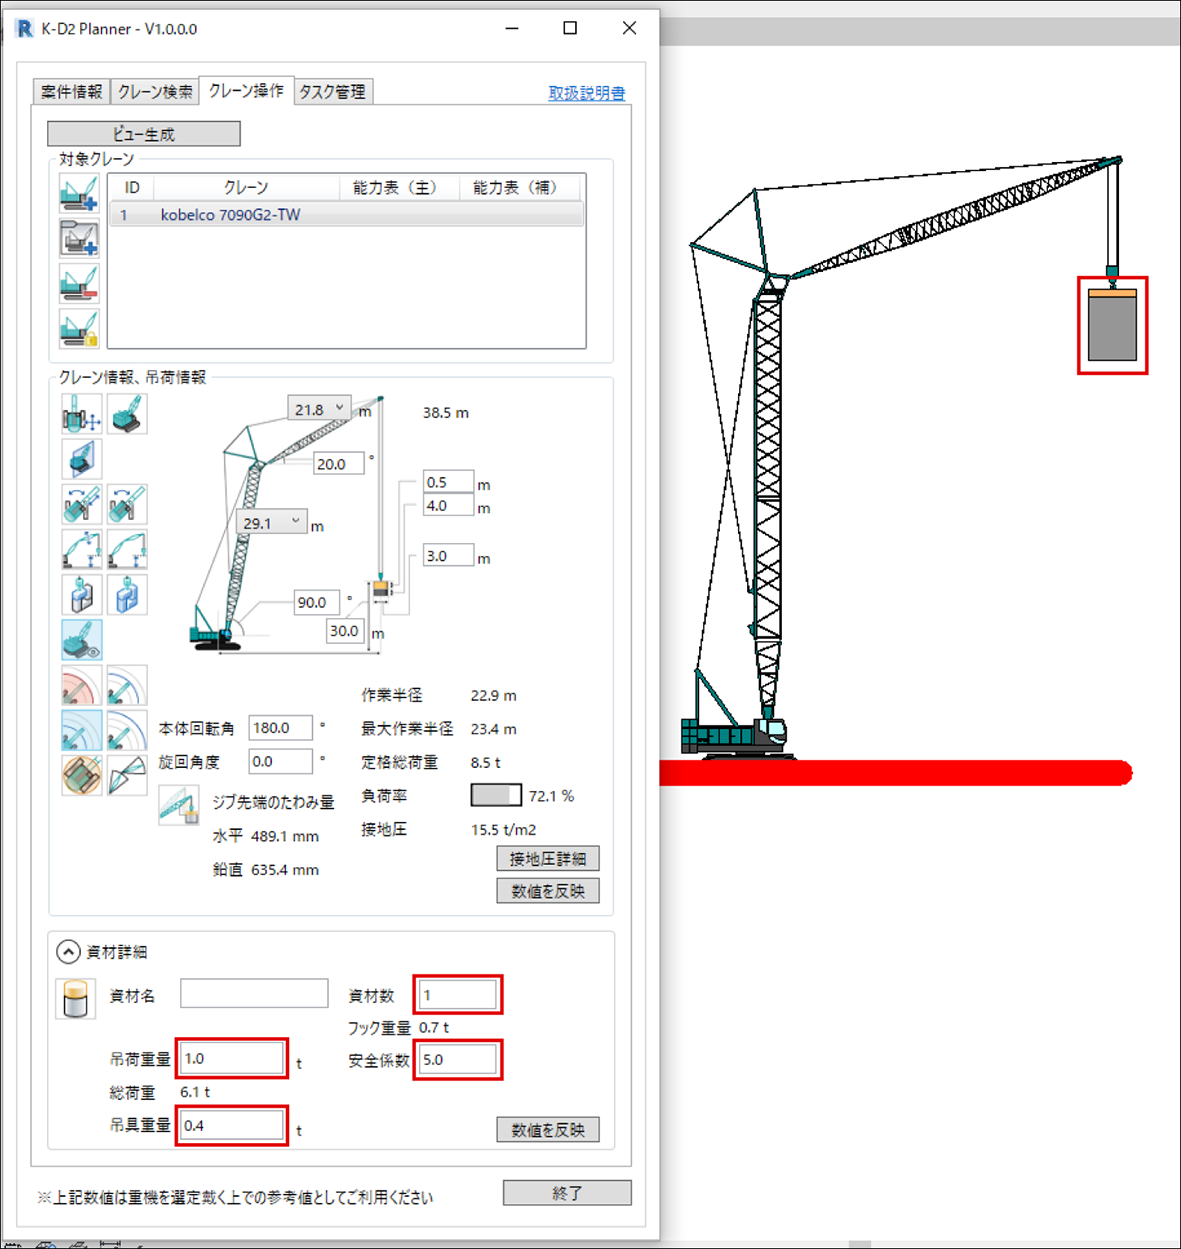 K-D2 Planner - V1.0.0.0
案件情報 クレーン検索 クレーン操作 タスク管理 取扱説明書
ビュー生成
対象クレーン
ID クレーン 能力表（主） 能力表（補）
1 kobelco 7090G2-TW
クレーン情報、吊荷情報
21.8 m 38.5 m
20.0 °
0.5 m
4.0 m
29.1 m
3.0 m
90.0 °
30.0 m
作業半径 22.9 m
本体回転角 180.0 ° 最大作業半径 23.4 m
旋回角度 0.0 ° 定格総荷重 8.5 t
ジブ先端のたわみ量 負荷率 72.1 %
水平 489.1 mm 接地圧 15.5 t/m2
接地圧詳細
鉛直 635.4 mm
数値を反映
資材詳細
資材名 資材数 1
フック重量 0.7 t
吊荷重量 1.0 t 安全係数 5.0
総荷重 6.1 t
吊具重量 0.4 t 数値を反映
※上記数値は重機を選定戴く上での参考値としてご利用ください 終了